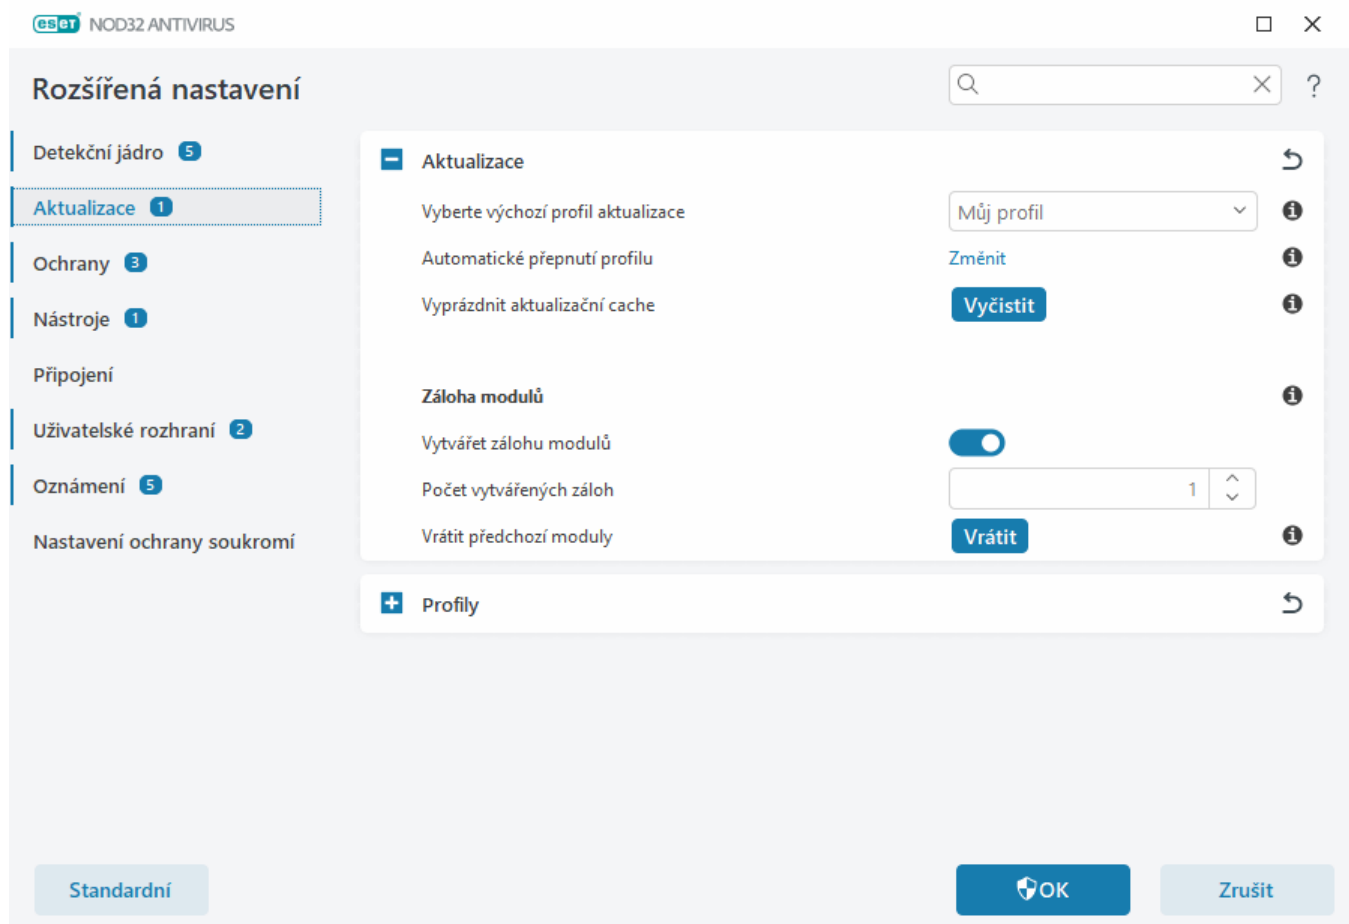 eset NOD32 ANTIVIRUS
Rozšířená nastavení
?
Detekční jádro 5
Aktualizace 1
Ochrany 3
Nástroje 1
Připojení
Uživatelské rozhraní 2
Oznámení 5
Nastavení ochrany soukromí
Aktualizace
Vyberte výchozí profil aktualizace Můj profil
Automatické přepnutí profilu Změnit
Vyprázdnit aktualizační cache Vyčistit
Záloha modulů
Vytvářet zálohu modulů
Počet vytvářených záloh 1
Vrátit předchozí moduly Vrátit
Profily
Standardní OK Zrušit